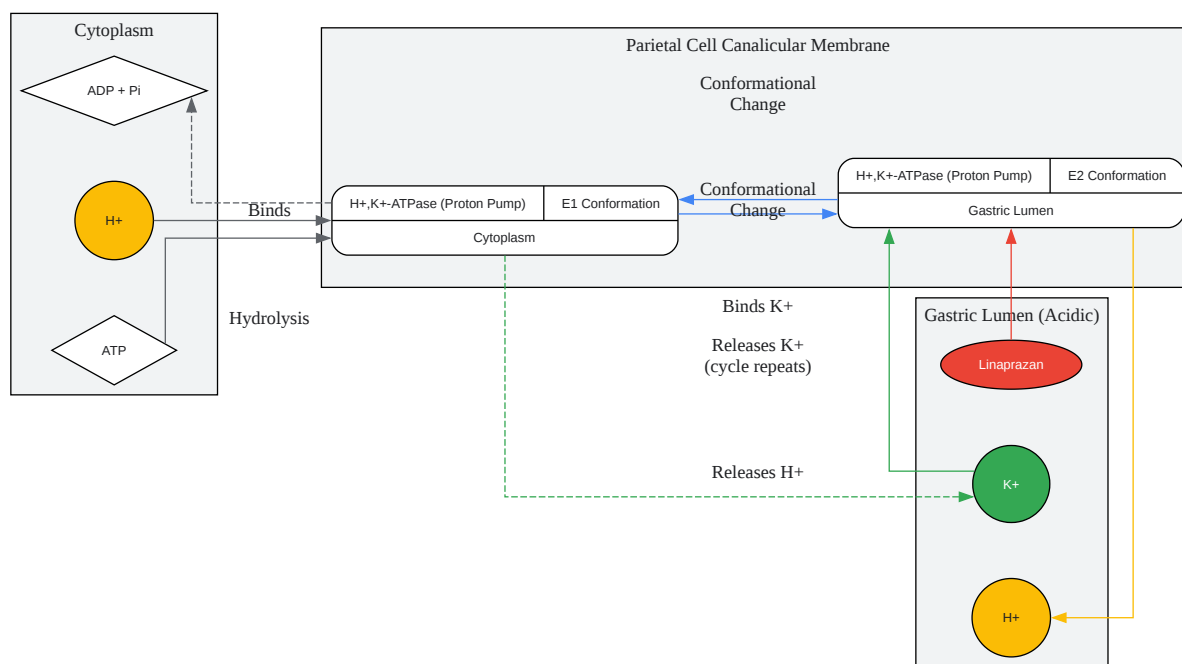 Cytoplasm
ADP + Pi
H+
ATP
Binds
Hydrolysis
Parietal Cell Canalicular Membrane
Conformational
Change
H+,K+-ATPase (Proton Pump)
E1 Conformation
Cytoplasm
Conformational
Change
H+,K+-ATPase (Proton Pump)
E2 Conformation
Gastric Lumen
Binds K+
Releases K+
(cycle repeats)
Releases H+
Gastric Lumen (Acidic)
Linaprazan
K+
H+